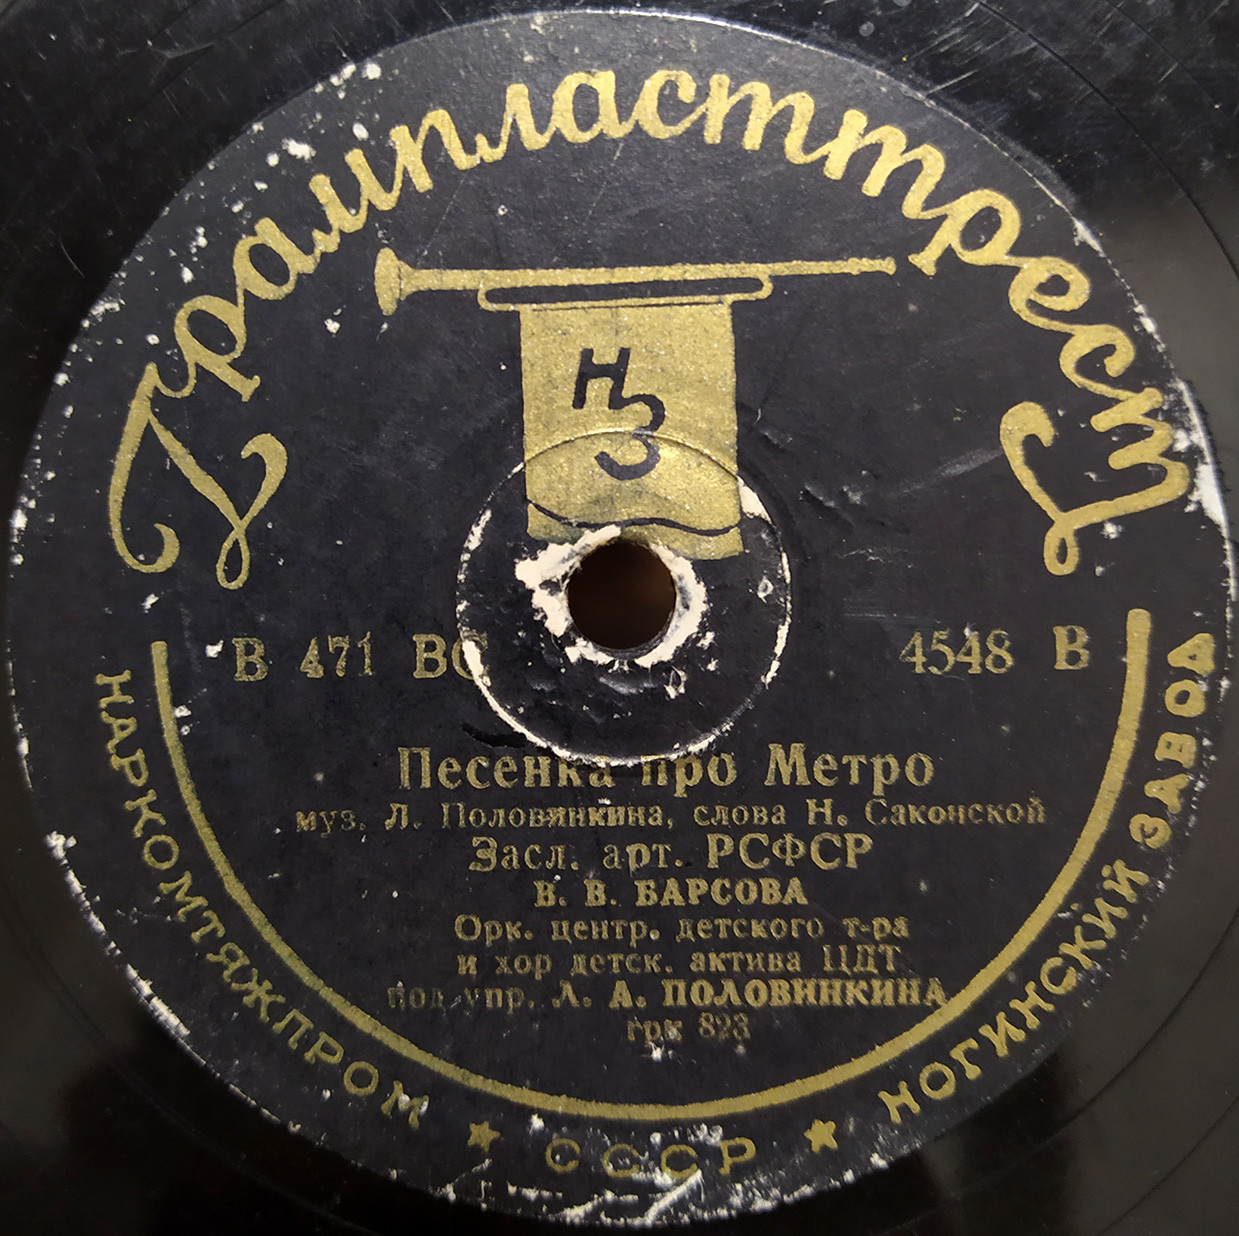 Грампласттрест
НЗ
В 471 ВС 4548 В
Песенка про Метро
муз. Л. Половинкина, слова Н. Саконской
Засл. арт. РСФСР
В. В. БАРСОВА
Орк. центр. детского т-ра
и хор детск. актива ЦДТ
под упр. Л. А. ПОЛОВИНКИНА
грк 823
НАРКОМТЯЖПРОМ ★ СССР ★ НОГИНСКИЙ ЗАВОД